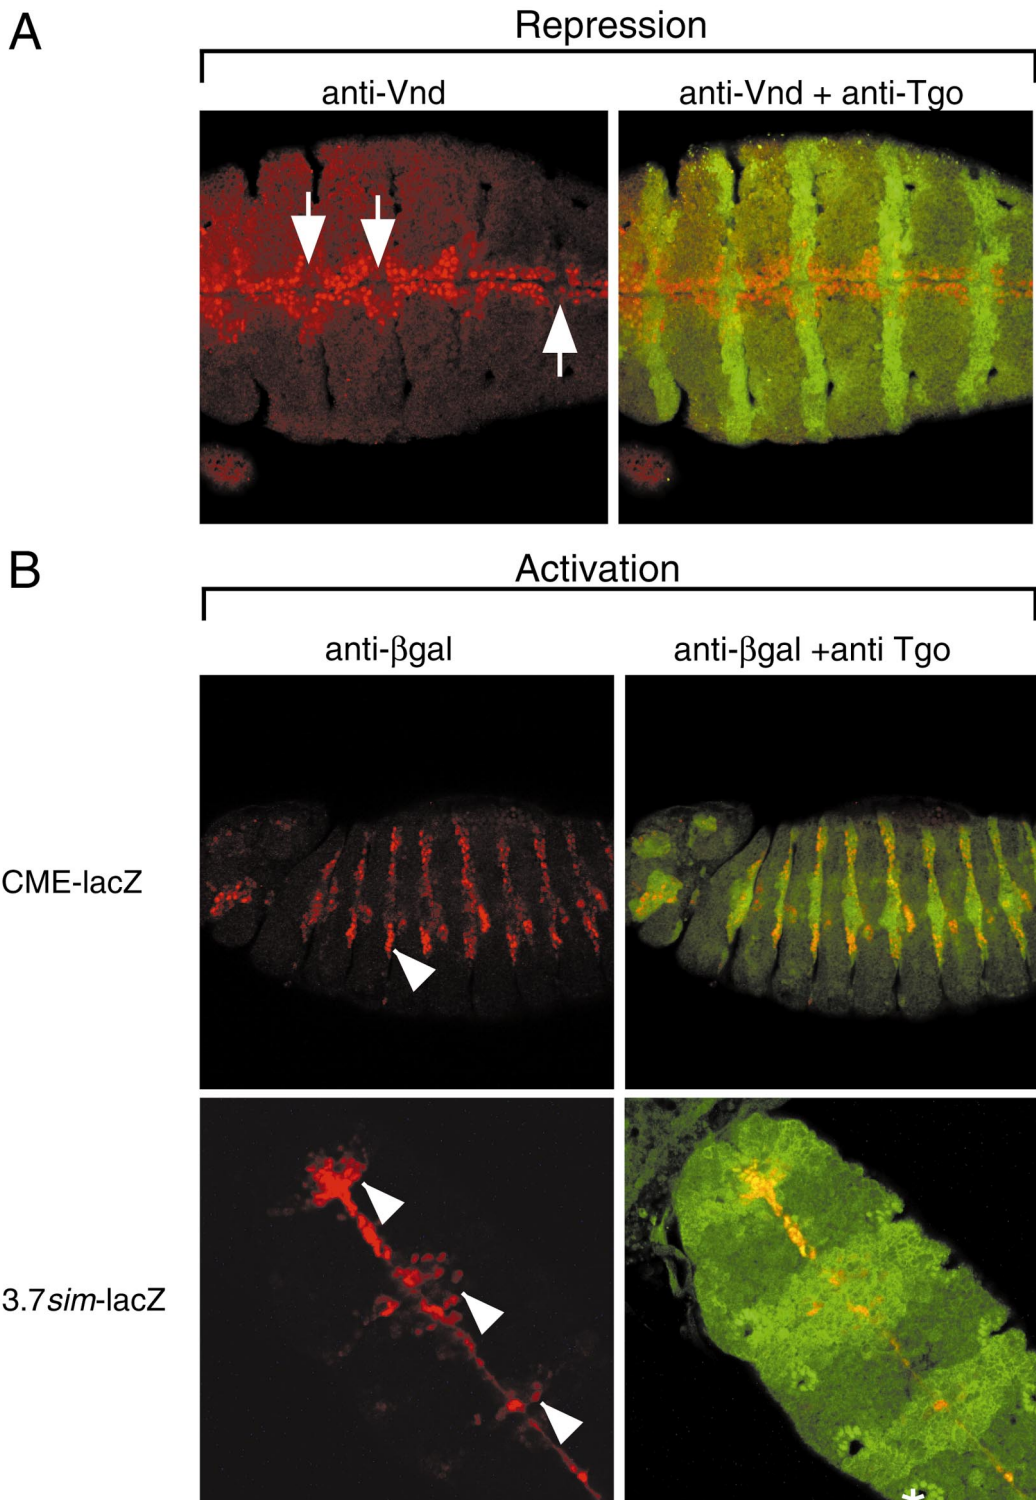 A
Repression
anti-Vnd
anti-Vnd + anti-Tgo
B
Activation
anti-βgal
anti-βgal +anti Tgo
CME-lacZ
3.7sim-lacZ
*